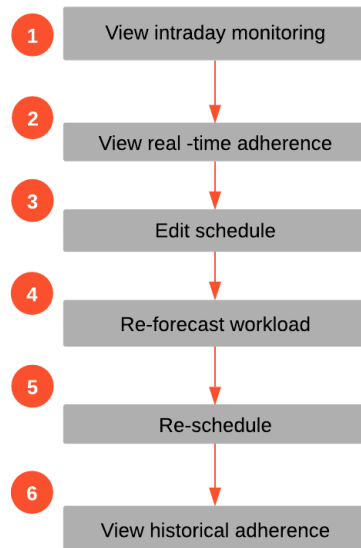 1
View intraday monitoring
2
View real -time adherence
3
Edit schedule
4
Re-forecast workload
5
Re-schedule
6
View historical adherence